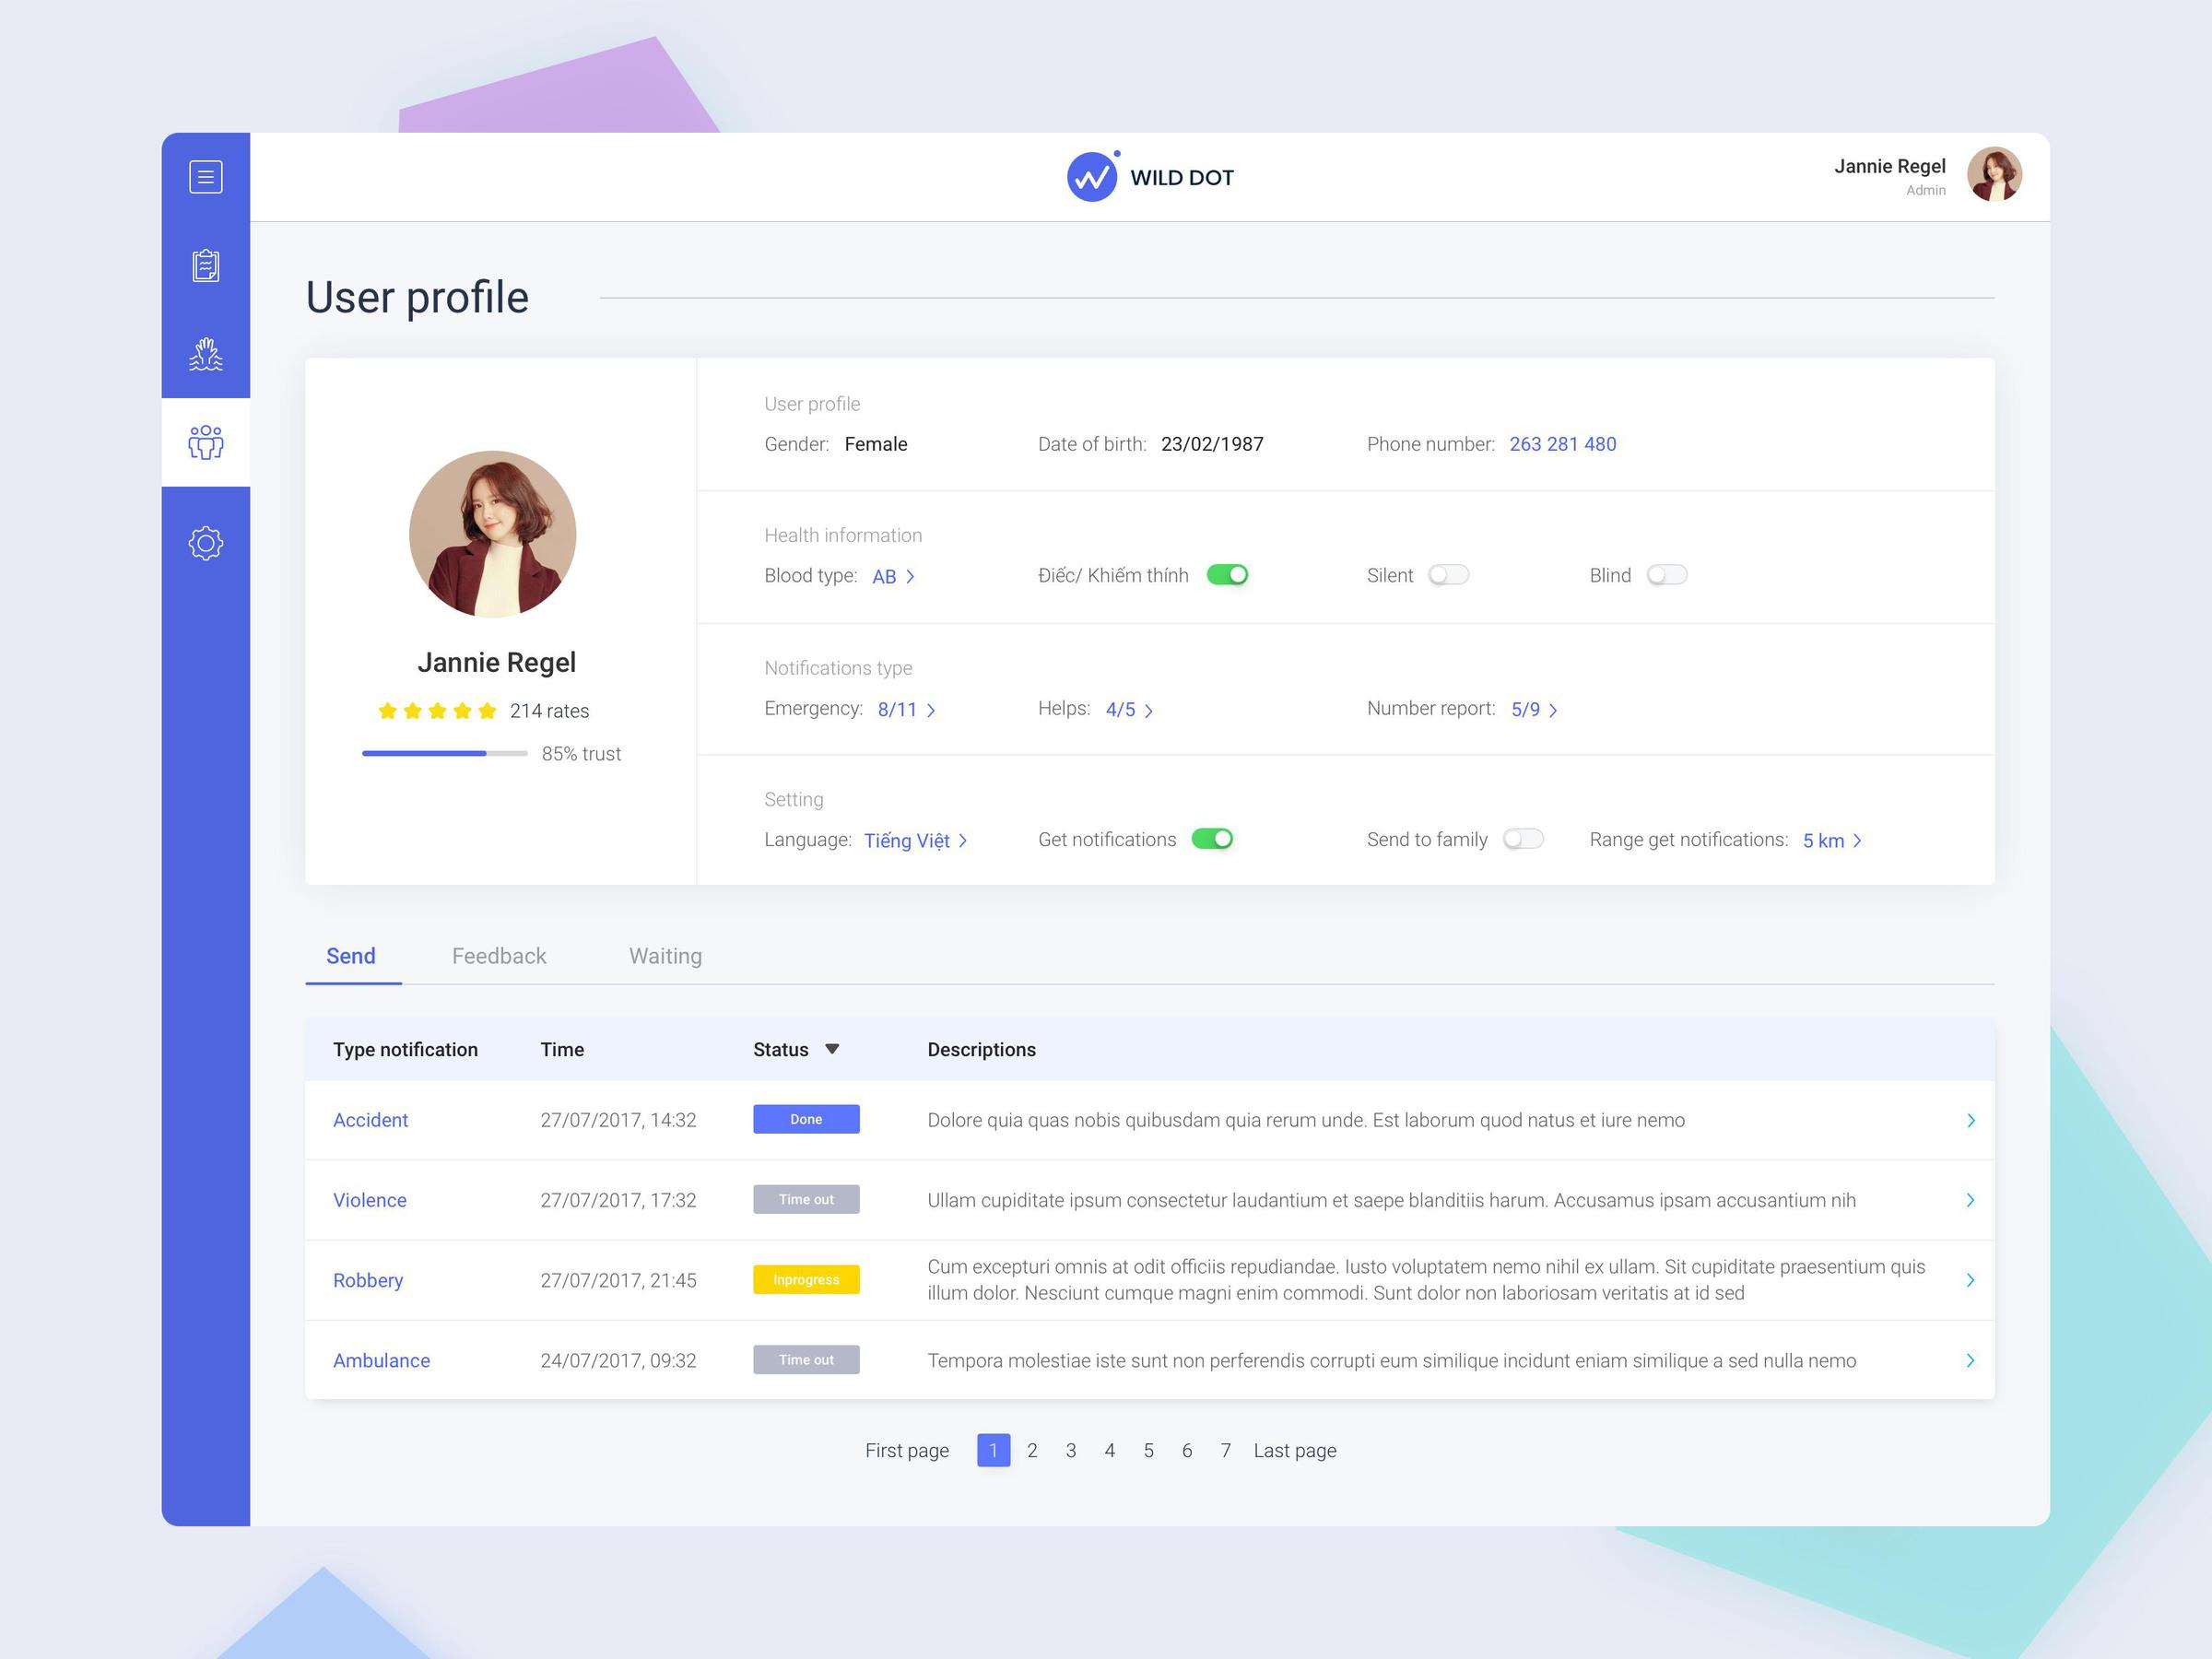 WILD DOT
Jannie Regel
Admin
User profile
Jannie Regel
214 rates
85% trust
User profile
Gender: Female Date of birth: 23/02/1987 Phone number: 263 281 480
Health information
Blood type: AB Điếc/ Khiếm thính Silent Blind
Notifications type
Emergency: 8/11 Helps: 4/5 Number report: 5/9
Setting
Language: Tiếng Việt Get notifications Send to family Range get notifications: 5 km
Send Feedback Waiting
Type notification Time Status Descriptions
Accident 27/07/2017, 14:32 Done Dolore quia quas nobis quibusdam quia rerum unde. Est laborum quod natus et iure nemo
Violence 27/07/2017, 17:32 Time out Ullam cupiditate ipsum consectetur laudantium et saepe blanditiis harum. Accusamus ipsam accusantium nih
Robbery 27/07/2017, 21:45 Inprogress Cum excepturi omnis at odit officiis repudiandae. Iusto voluptatem nemo nihil ex ullam. Sit cupiditate praesentium quis
illum dolor. Nesciunt cumque magni enim commodi. Sunt dolor non laboriosam veritatis at id sed
Ambulance 24/07/2017, 09:32 Time out Tempora molestiae iste sunt non perferendis corrupti eum similique incidunt eniam similique a sed nulla nemo
First page 1 2 3 4 5 6 7 Last page